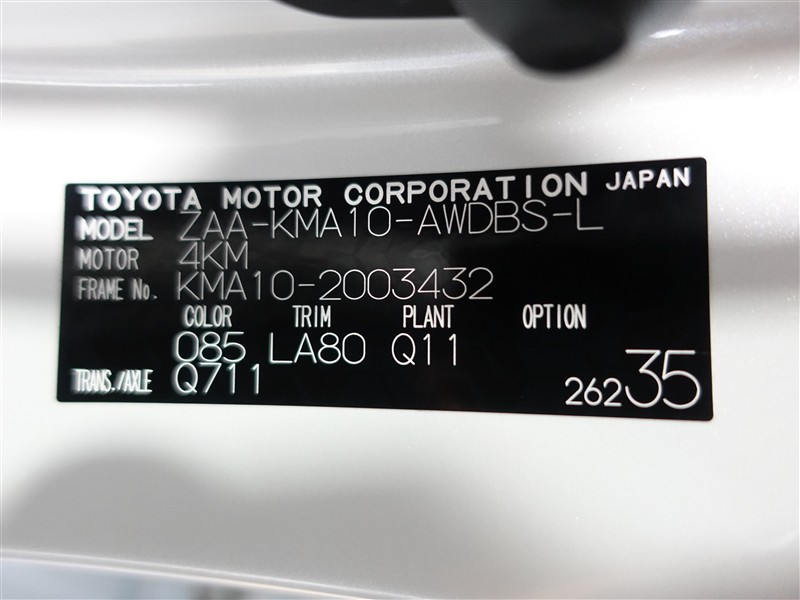 TOYOTA MOTOR CORPORATION JAPAN
MODEL ZAA-KMA10-AWDBS-L
MOTOR 4KM
FRAME No. KMA10-2003432
COLOR TRIM PLANT OPTION
085 LA80 Q11
TRANS./AXLE Q711
26235